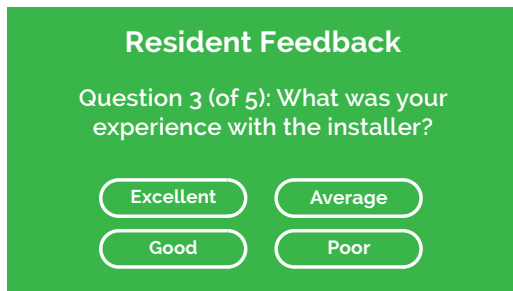 Resident Feedback
Question 3 (of 5): What was your
experience with the installer?
Excellent
Average
Good
Poor